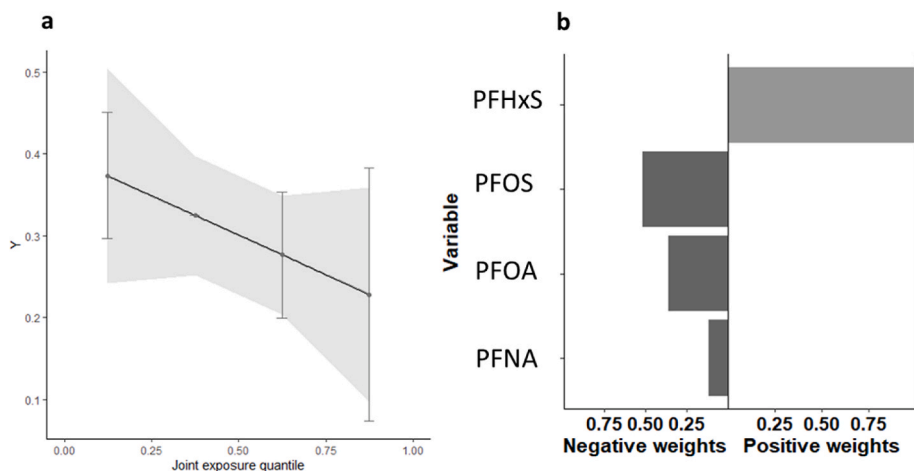 a
0.5
0.4
0.3
0.2
0.1
Y
0.00 0.25 0.50 0.75 1.00
Joint exposure quantile
b
Variable
PFHxS
PFOS
PFOA
PFNA
0.75 0.50 0.25 0.25 0.50 0.75
Negative weights Positive weights